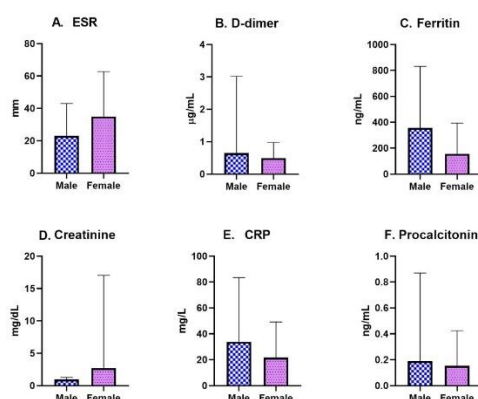 A. ESR
80
60
40
20
0
mm
Male Female
B. D-dimer
4
3
2
1
0
µg/mL
Male Female
C. Ferritin
1000
800
600
400
200
0
ng/mL
Male Female
D. Creatinine
20
15
10
5
0
mg/dL
Male Female
E. CRP
100
80
60
40
20
0
mg/L
Male Female
F. Procalcitonin
1.0
0.8
0.6
0.4
0.2
0.0
ng/mL
Male Female